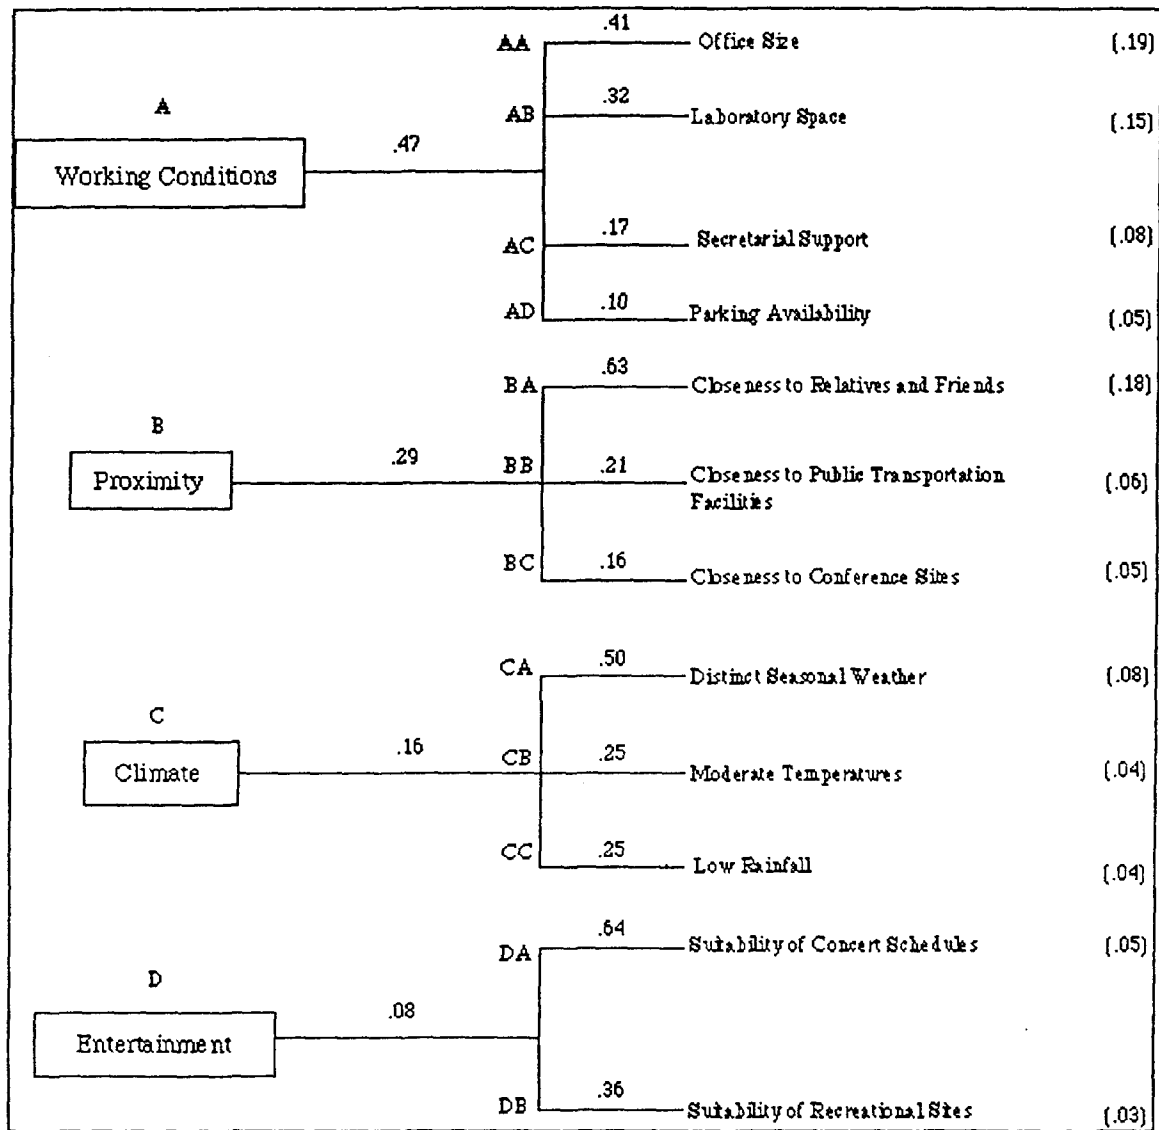 .41
AA Office Size (.19)
A
.32
AB Laboratory Space (.15)
.47
Working Conditions
.17
AC Secretarial Support (.08)
.10
AD Parking Availability (.05)
.63
BA Closeness to Relatives and Friends (.18)
B
.29
.21
BB Closeness to Public Transportation
Facilities (.06)
Proximity
.16
BC Closeness to Conference Sites (.05)
.50
CA Distinct Seasonal Weather (.08)
C
.16
.25
CB Moderate Temperatures (.04)
Climate
.25
CC Low Rainfall (.04)
.64
DA Suitability of Concert Schedules (.05)
D
.08
Entertainment
.36
DB Suitability of Recreational Sites (.03)